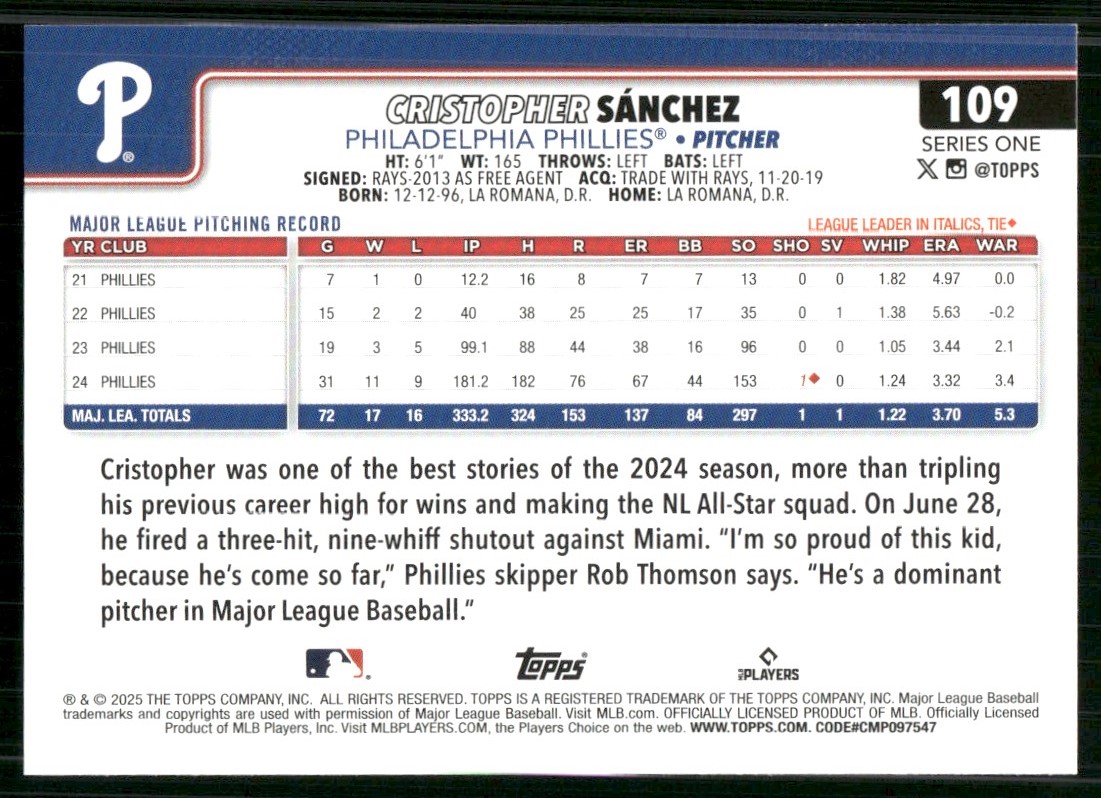 P®
CRISTOPHER SÁNCHEZ
109
PHILADELPHIA PHILLIES® • PITCHER
SERIES ONE
@TOPPS
HT: 6'1" WT: 165 THROWS: LEFT BATS: LEFT
SIGNED: RAYS-2013 AS FREE AGENT ACQ: TRADE WITH RAYS, 11-20-19
BORN: 12-12-96, LA ROMANA, D.R. HOME: LA ROMANA, D.R.
MAJOR LEAGUE PITCHING RECORD LEAGUE LEADER IN ITALICS, TIE♦
YR CLUB G W L IP H R ER BB SO SHO SV WHIP ERA WAR
21 PHILLIES 7 1 0 12.2 16 8 7 7 13 0 0 1.82 4.97 0.0
22 PHILLIES 15 2 2 40 38 25 25 17 35 0 1 1.38 5.63 -0.2
23 PHILLIES 19 3 5 99.1 88 44 38 16 96 0 0 1.05 3.44 2.1
24 PHILLIES 31 11 9 181.2 182 76 67 44 153 1♦ 0 1.24 3.32 3.4
MAJ. LEA. TOTALS 72 17 16 333.2 324 153 137 84 297 1 1 1.22 3.70 5.3
Cristopher was one of the best stories of the 2024 season, more than tripling
his previous career high for wins and making the NL All-Star squad. On June 28,
he fired a three-hit, nine-whiff shutout against Miami. "I'm so proud of this kid,
because he's come so far," Phillies skipper Rob Thomson says. "He's a dominant
pitcher in Major League Baseball."
topps® PLAYERS
® & © 2025 THE TOPPS COMPANY, INC. ALL RIGHTS RESERVED. TOPPS IS A REGISTERED TRADEMARK OF THE TOPPS COMPANY, INC. Major League Baseball
trademarks and copyrights are used with permission of Major League Baseball. Visit MLB.com. OFFICIALLY LICENSED PRODUCT OF MLB. Officially Licensed
Product of MLB Players, Inc. Visit MLBPLAYERS.COM, the Players Choice on the web. WWW.TOPPS.COM. CODE#CMP097547